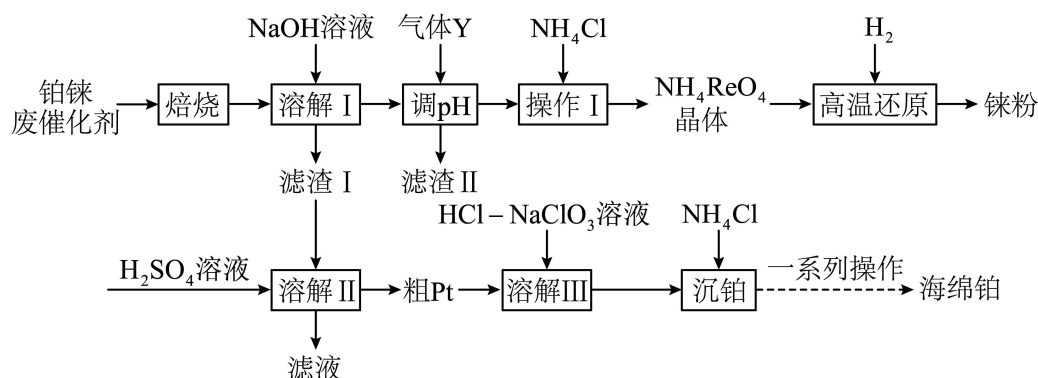 NaOH溶液
气体Y
NH₄Cl
H₂
铂铼
废催化剂
焙烧
溶解Ⅰ
调pH
操作Ⅰ
NH₄ReO₄
晶体
高温还原
铼粉
滤渣Ⅰ
滤渣Ⅱ
HCl－NaClO₃溶液
NH₄Cl
H₂SO₄溶液
溶解Ⅱ
粗Pt
溶解Ⅲ
沉铂
一系列操作
海绵铂
滤液